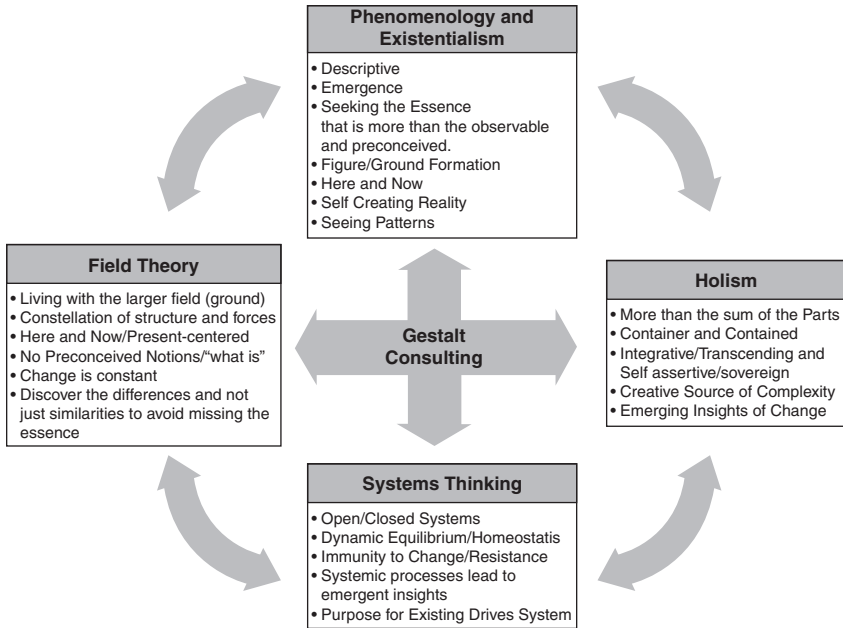 Phenomenology and
Existentialism
• Descriptive
• Emergence
• Seeking the Essence
that is more than the observable
and preconceived.
• Figure/Ground Formation
• Here and Now
• Self Creating Reality
• Seeing Patterns
Field Theory
• Living with the larger field (ground)
• Constellation of structure and forces
• Here and Now/Present-centered
• No Preconceived Notions/“what is”
• Change is constant
• Discover the differences and not
just similarities to avoid missing the
essence
Gestalt
Consulting
Holism
• More than the sum of the Parts
• Container and Contained
• Integrative/Transcending and
Self assertive/sovereign
• Creative Source of Complexity
• Emerging Insights of Change
Systems Thinking
• Open/Closed Systems
• Dynamic Equilibrium/Homeostatis
• Immunity to Change/Resistance
• Systemic processes lead to
emergent insights
• Purpose for Existing Drives System